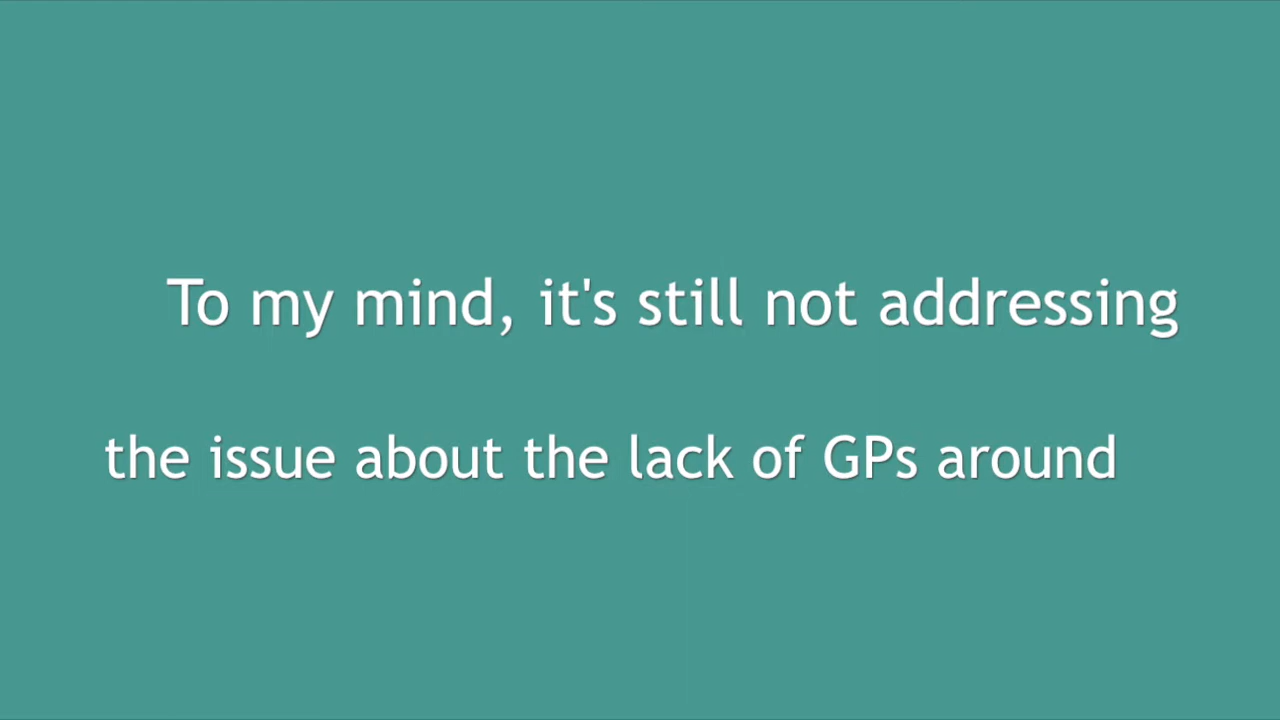 To my mind, it's still not addressing
the issue about the lack of GPs around